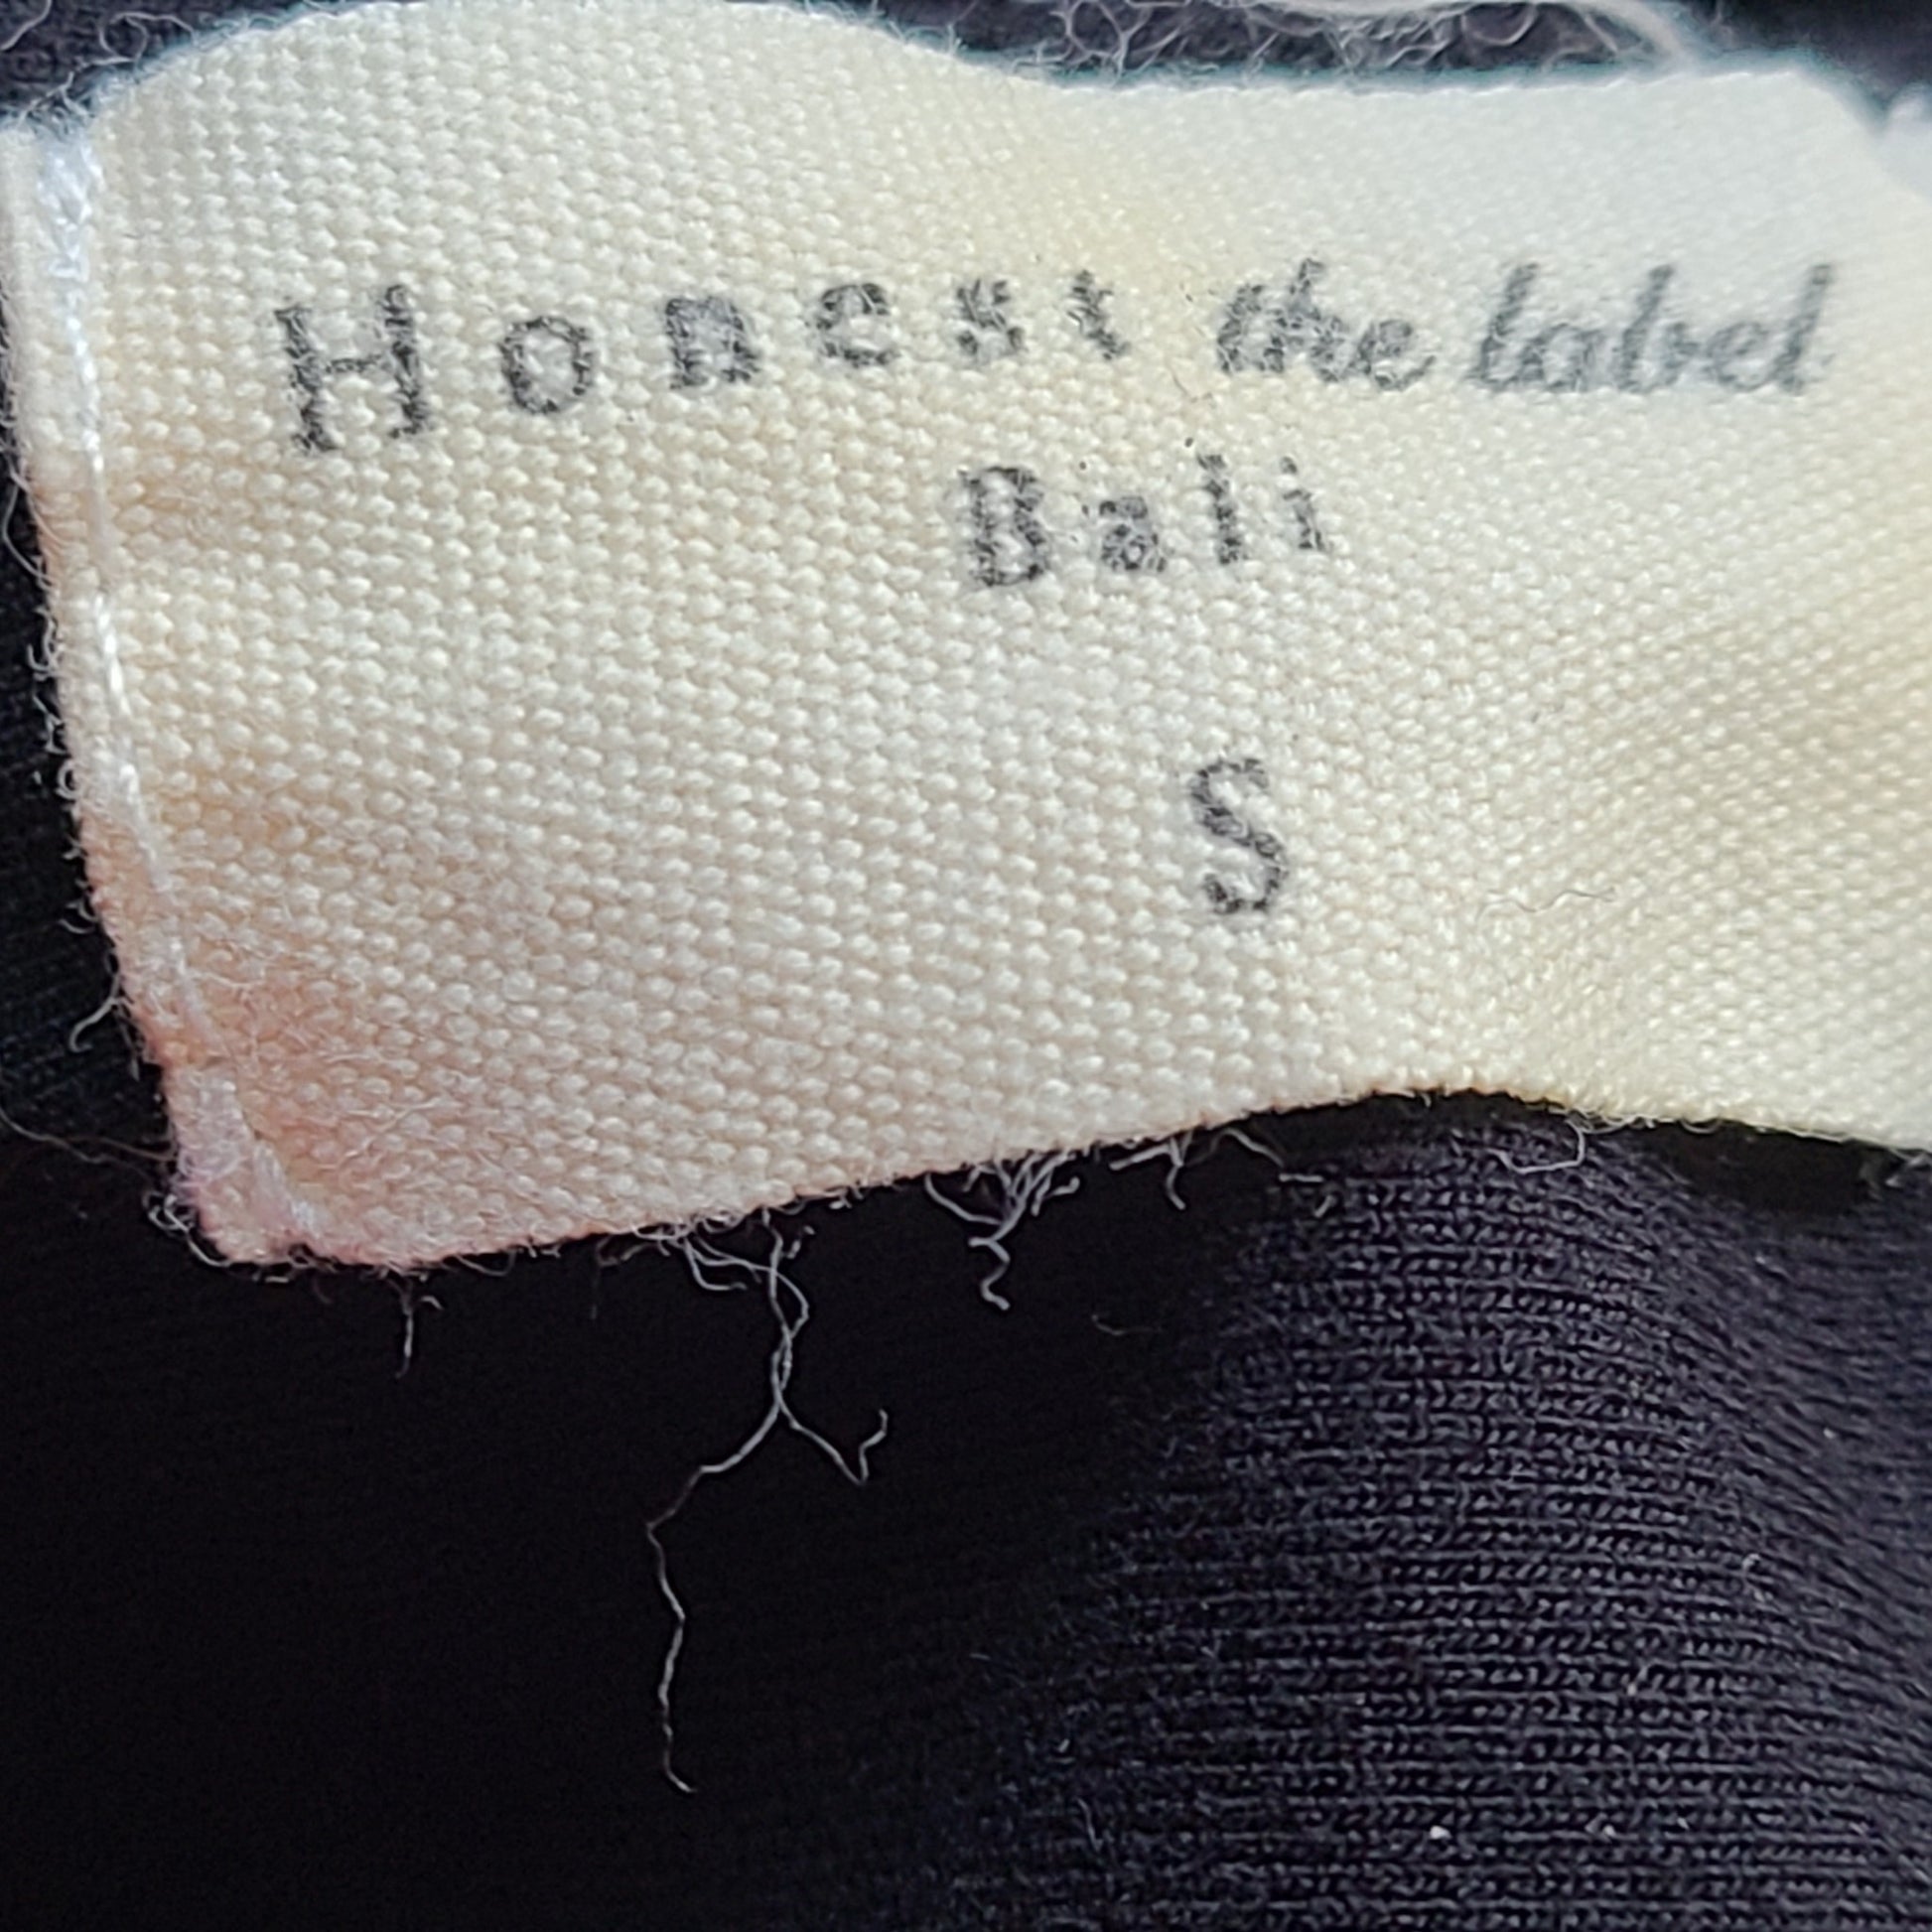 Honest the label
Bali
S